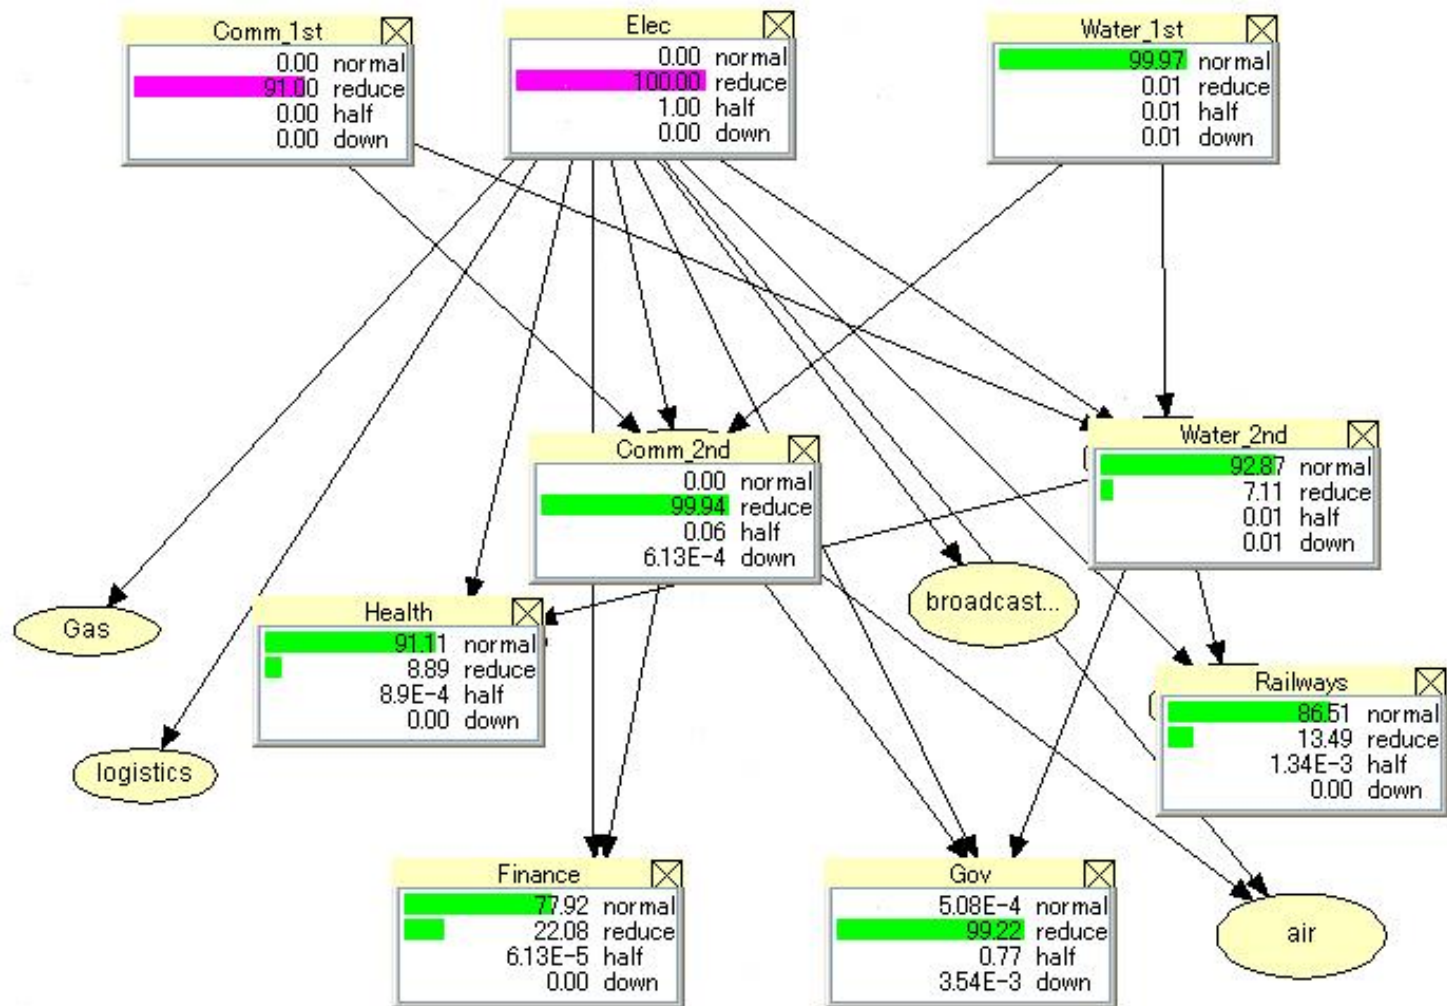 Comm_1st
0.00 normal
91.00 reduce
0.00 half
0.00 down
Elec
0.00 normal
100.00 reduce
1.00 half
0.00 down
Water_1st
99.97 normal
0.01 reduce
0.01 half
0.01 down
Comm_2nd
0.00 normal
99.94 reduce
0.06 half
6.13E-4 down
Water_2nd
92.87 normal
7.11 reduce
0.01 half
0.01 down
broadcast...
Gas
Health
91.11 normal
8.89 reduce
8.9E-4 half
0.00 down
Railways
86.51 normal
13.49 reduce
1.34E-3 half
0.00 down
logistics
Finance
77.92 normal
22.08 reduce
6.13E-5 half
0.00 down
Gov
5.08E-4 normal
99.22 reduce
0.77 half
3.54E-3 down
air